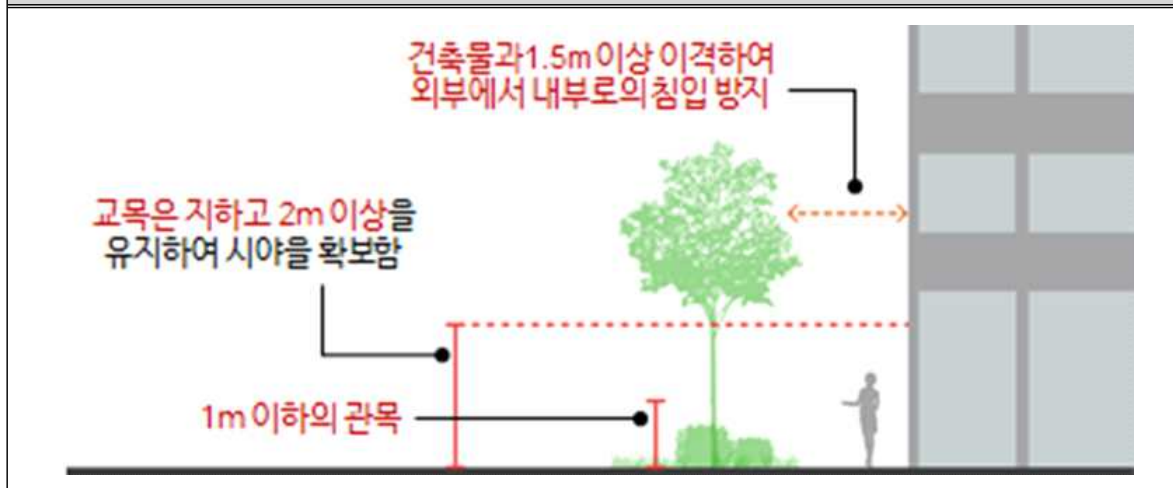 건축물과 1.5m 이상 이격하여
외부에서 내부로의 침입 방지
교목은 지하고 2m 이상을
유지하여 시야을 확보함
1m 이하의 관목